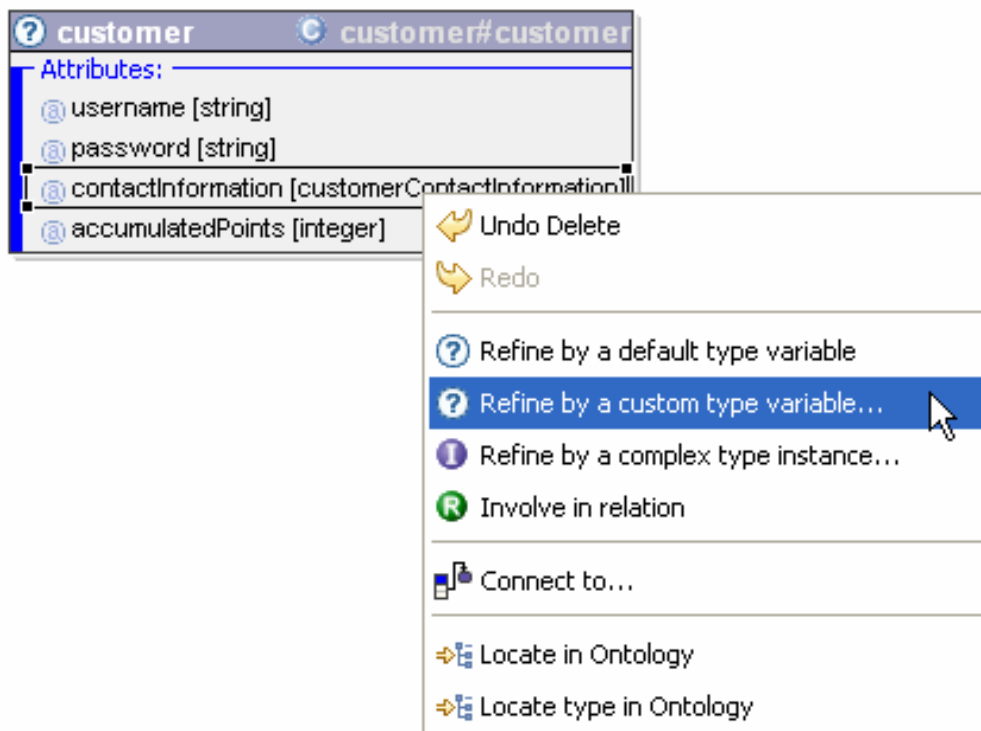 ? customer C customer#customer
Attributes:
@ username [string]
@ password [string]
@ contactInformation [customerContactInformation]
@ accumulatedPoints [integer]
Undo Delete
Redo
? Refine by a default type variable
? Refine by a custom type variable...
I Refine by a complex type instance...
R Involve in relation
Connect to...
Locate in Ontology
Locate type in Ontology